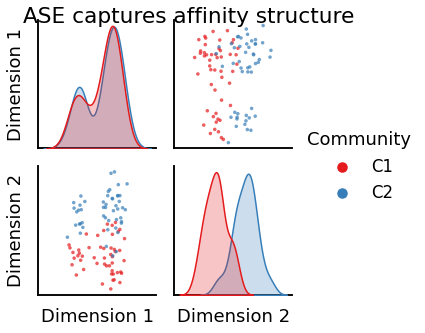 ASE captures affinity structure
Dimension 1
Dimension 2
Community
C1
C2
Dimension 1
Dimension 2